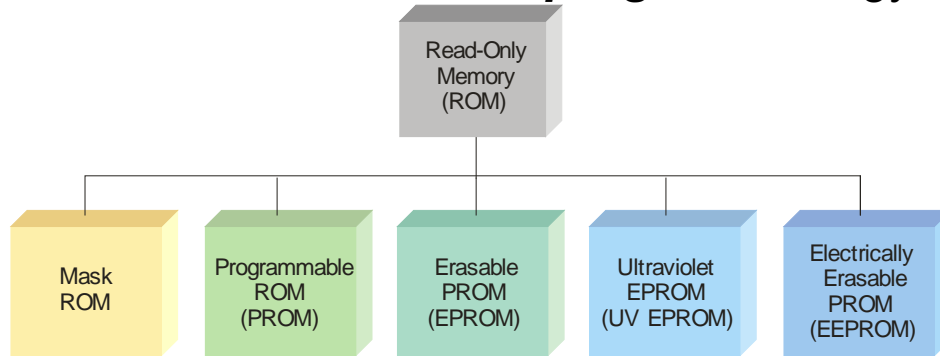 Read-Only
Memory
(ROM)
Mask
ROM
Programmable
ROM
(PROM)
Erasable
PROM
(EPROM)
Ultraviolet
EPROM
(UV EPROM)
Electrically
Erasable
PROM
(EEPROM)